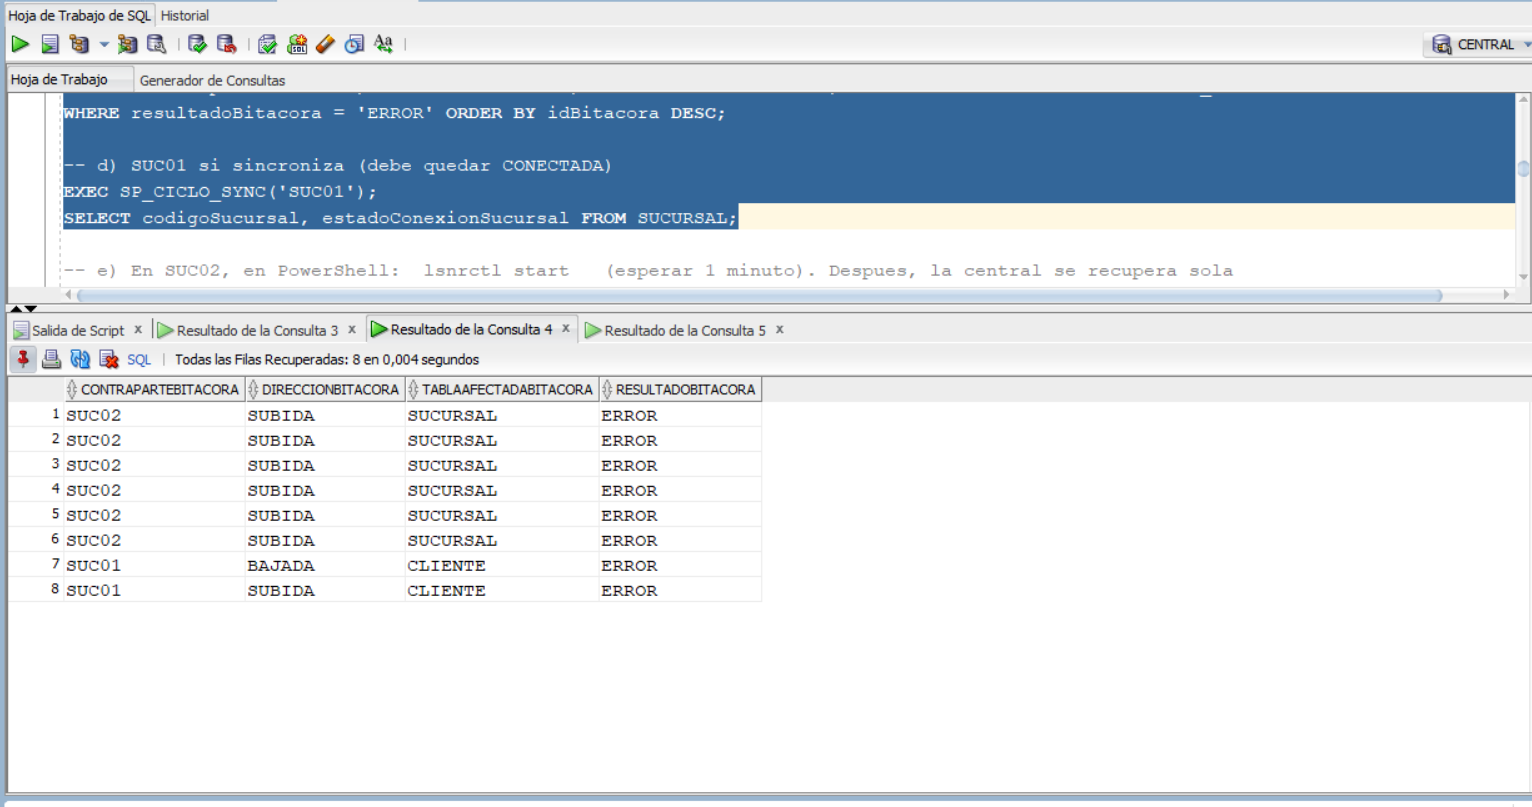 Hoja de Trabajo de SQL Historial
CENTRAL
Hoja de Trabajo Generador de Consultas
WHERE resultadoBitacora = 'ERROR' ORDER BY idBitacora DESC;
-- d) SUC01 si sincroniza (debe quedar CONECTADA)
EXEC SP_CICLO_SYNC('SUC01');
SELECT codigoSucursal, estadoConexionSucursal FROM SUCURSAL;
-- e) En SUC02, en PowerShell: lsnrctl start (esperar 1 minuto). Despues, la central se recupera sola
Salida de Script x Resultado de la Consulta 3 x Resultado de la Consulta 4 x Resultado de la Consulta 5 x
SQL | Todas las Filas Recuperadas: 8 en 0,004 segundos
CONTRAPARTEBITACORA DIRECCIONBITACORA TABLAAFECTADABITACORA RESULTADOBITACORA
1 SUC02 SUBIDA SUCURSAL ERROR
2 SUC02 SUBIDA SUCURSAL ERROR
3 SUC02 SUBIDA SUCURSAL ERROR
4 SUC02 SUBIDA SUCURSAL ERROR
5 SUC02 SUBIDA SUCURSAL ERROR
6 SUC02 SUBIDA SUCURSAL ERROR
7 SUC01 BAJADA CLIENTE ERROR
8 SUC01 SUBIDA CLIENTE ERROR